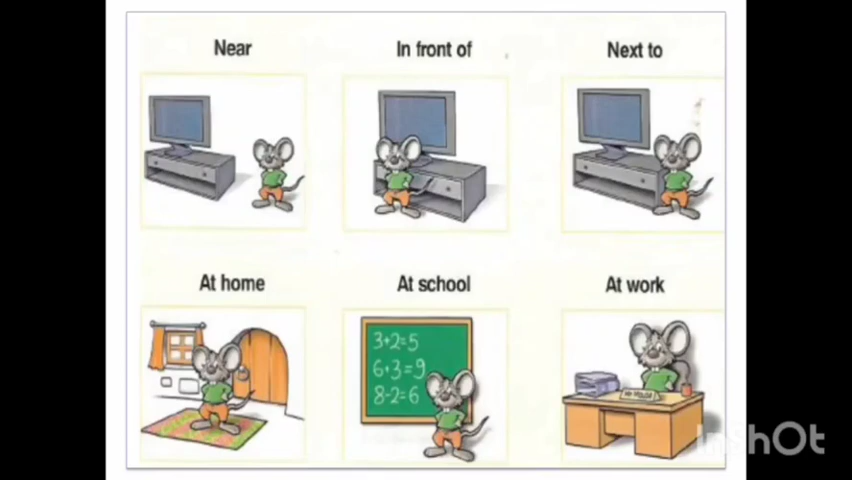 Near
In front of
Next to
At home
At school
At work
3+2=5
6+3=9
8-2=6
InShOt